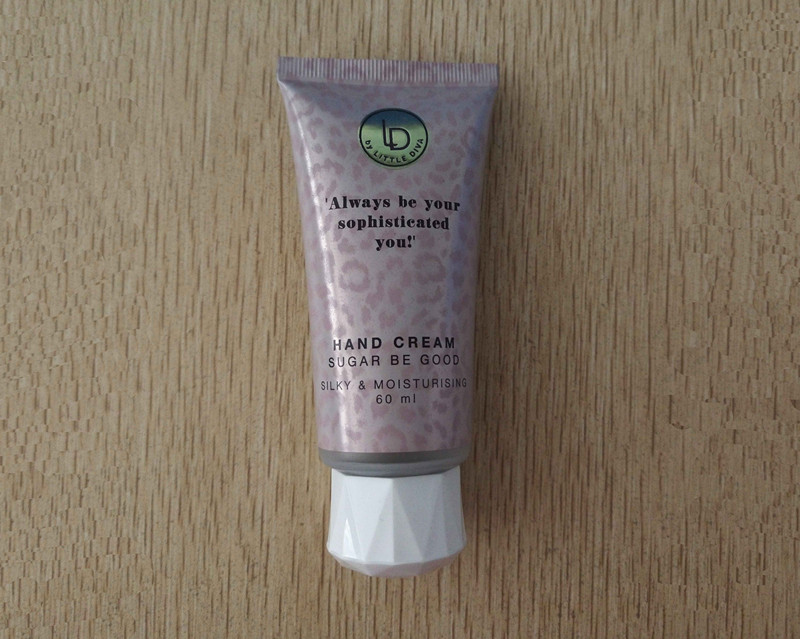 LD
by LITTLE DIVA
'Always be your
sophisticated
you!'
HAND CREAM
SUGAR BE GOOD
SILKY & MOISTURISING
60 ml